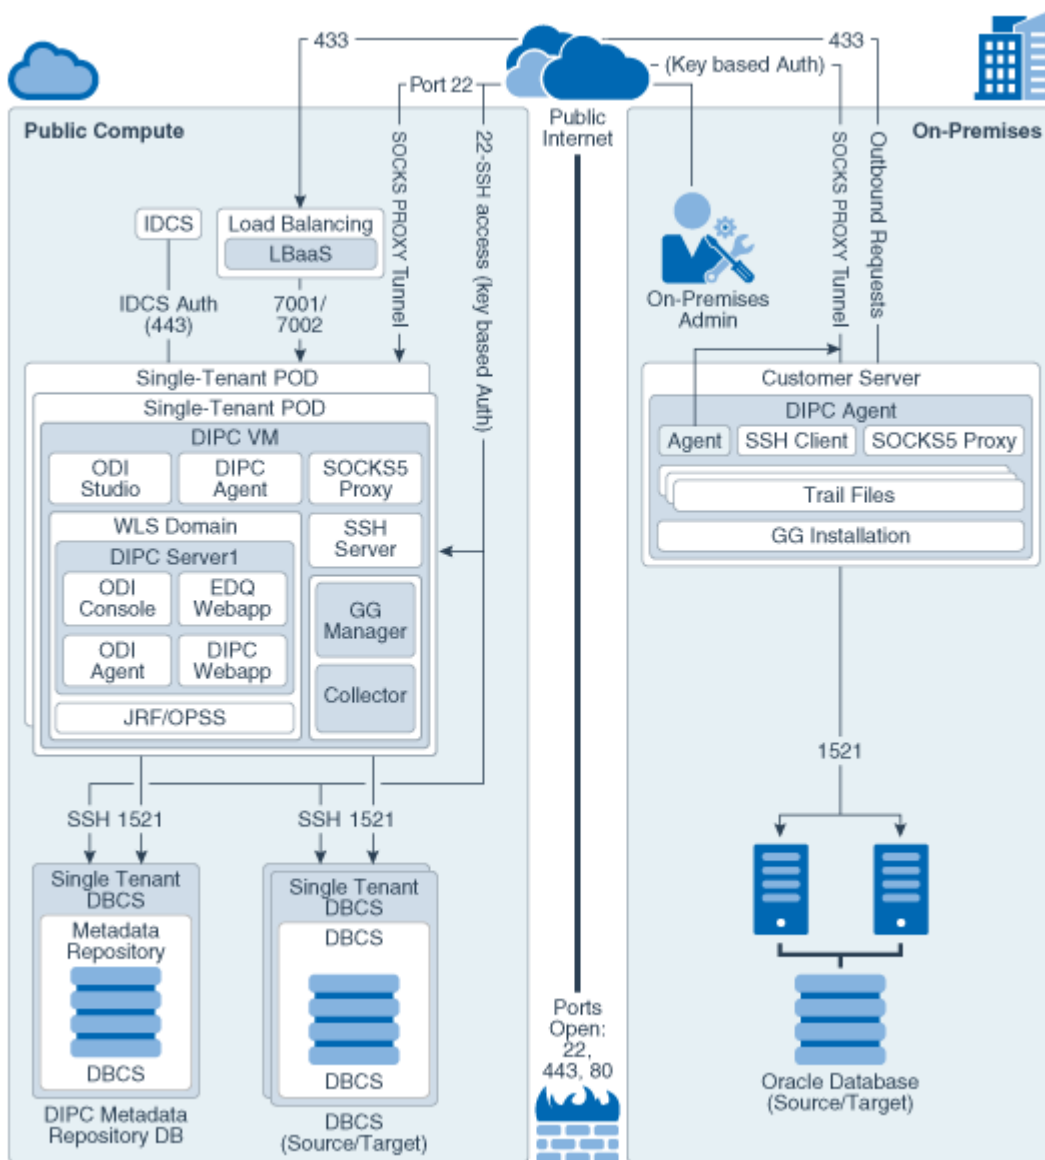 433
433
(Key based Auth)
Port 22
Public
Internet
Public Compute
On-Premises
SOCKS PROXY Tunnel
22-SSH access (key based Auth)
SOCKS PROXY Tunnel
Outbound Requests
IDCS
Load Balancing
LBaaS
IDCS Auth
(443)
7001/
7002
On-Premises
Admin
Single-Tenant POD
Single-Tenant POD
DIPC VM
ODI
Studio
DIPC
Agent
SOCKS5
Proxy
WLS Domain
SSH
Server
DIPC Server1
ODI
Console
EDQ
Webapp
GG
Manager
ODI
Agent
DIPC
Webapp
Collector
JRF/OPSS
Customer Server
DIPC Agent
Agent
SSH Client
SOCKS5 Proxy
Trail Files
GG Installation
1521
SSH 1521
SSH 1521
Single Tenant
DBCS
Metadata
Repository
DBCS
DIPC Metadata
Repository DB
Single Tenant
DBCS
DBCS
DBCS
DBCS
(Source/Target)
Ports
Open:
22,
443, 80
Oracle Database
(Source/Target)